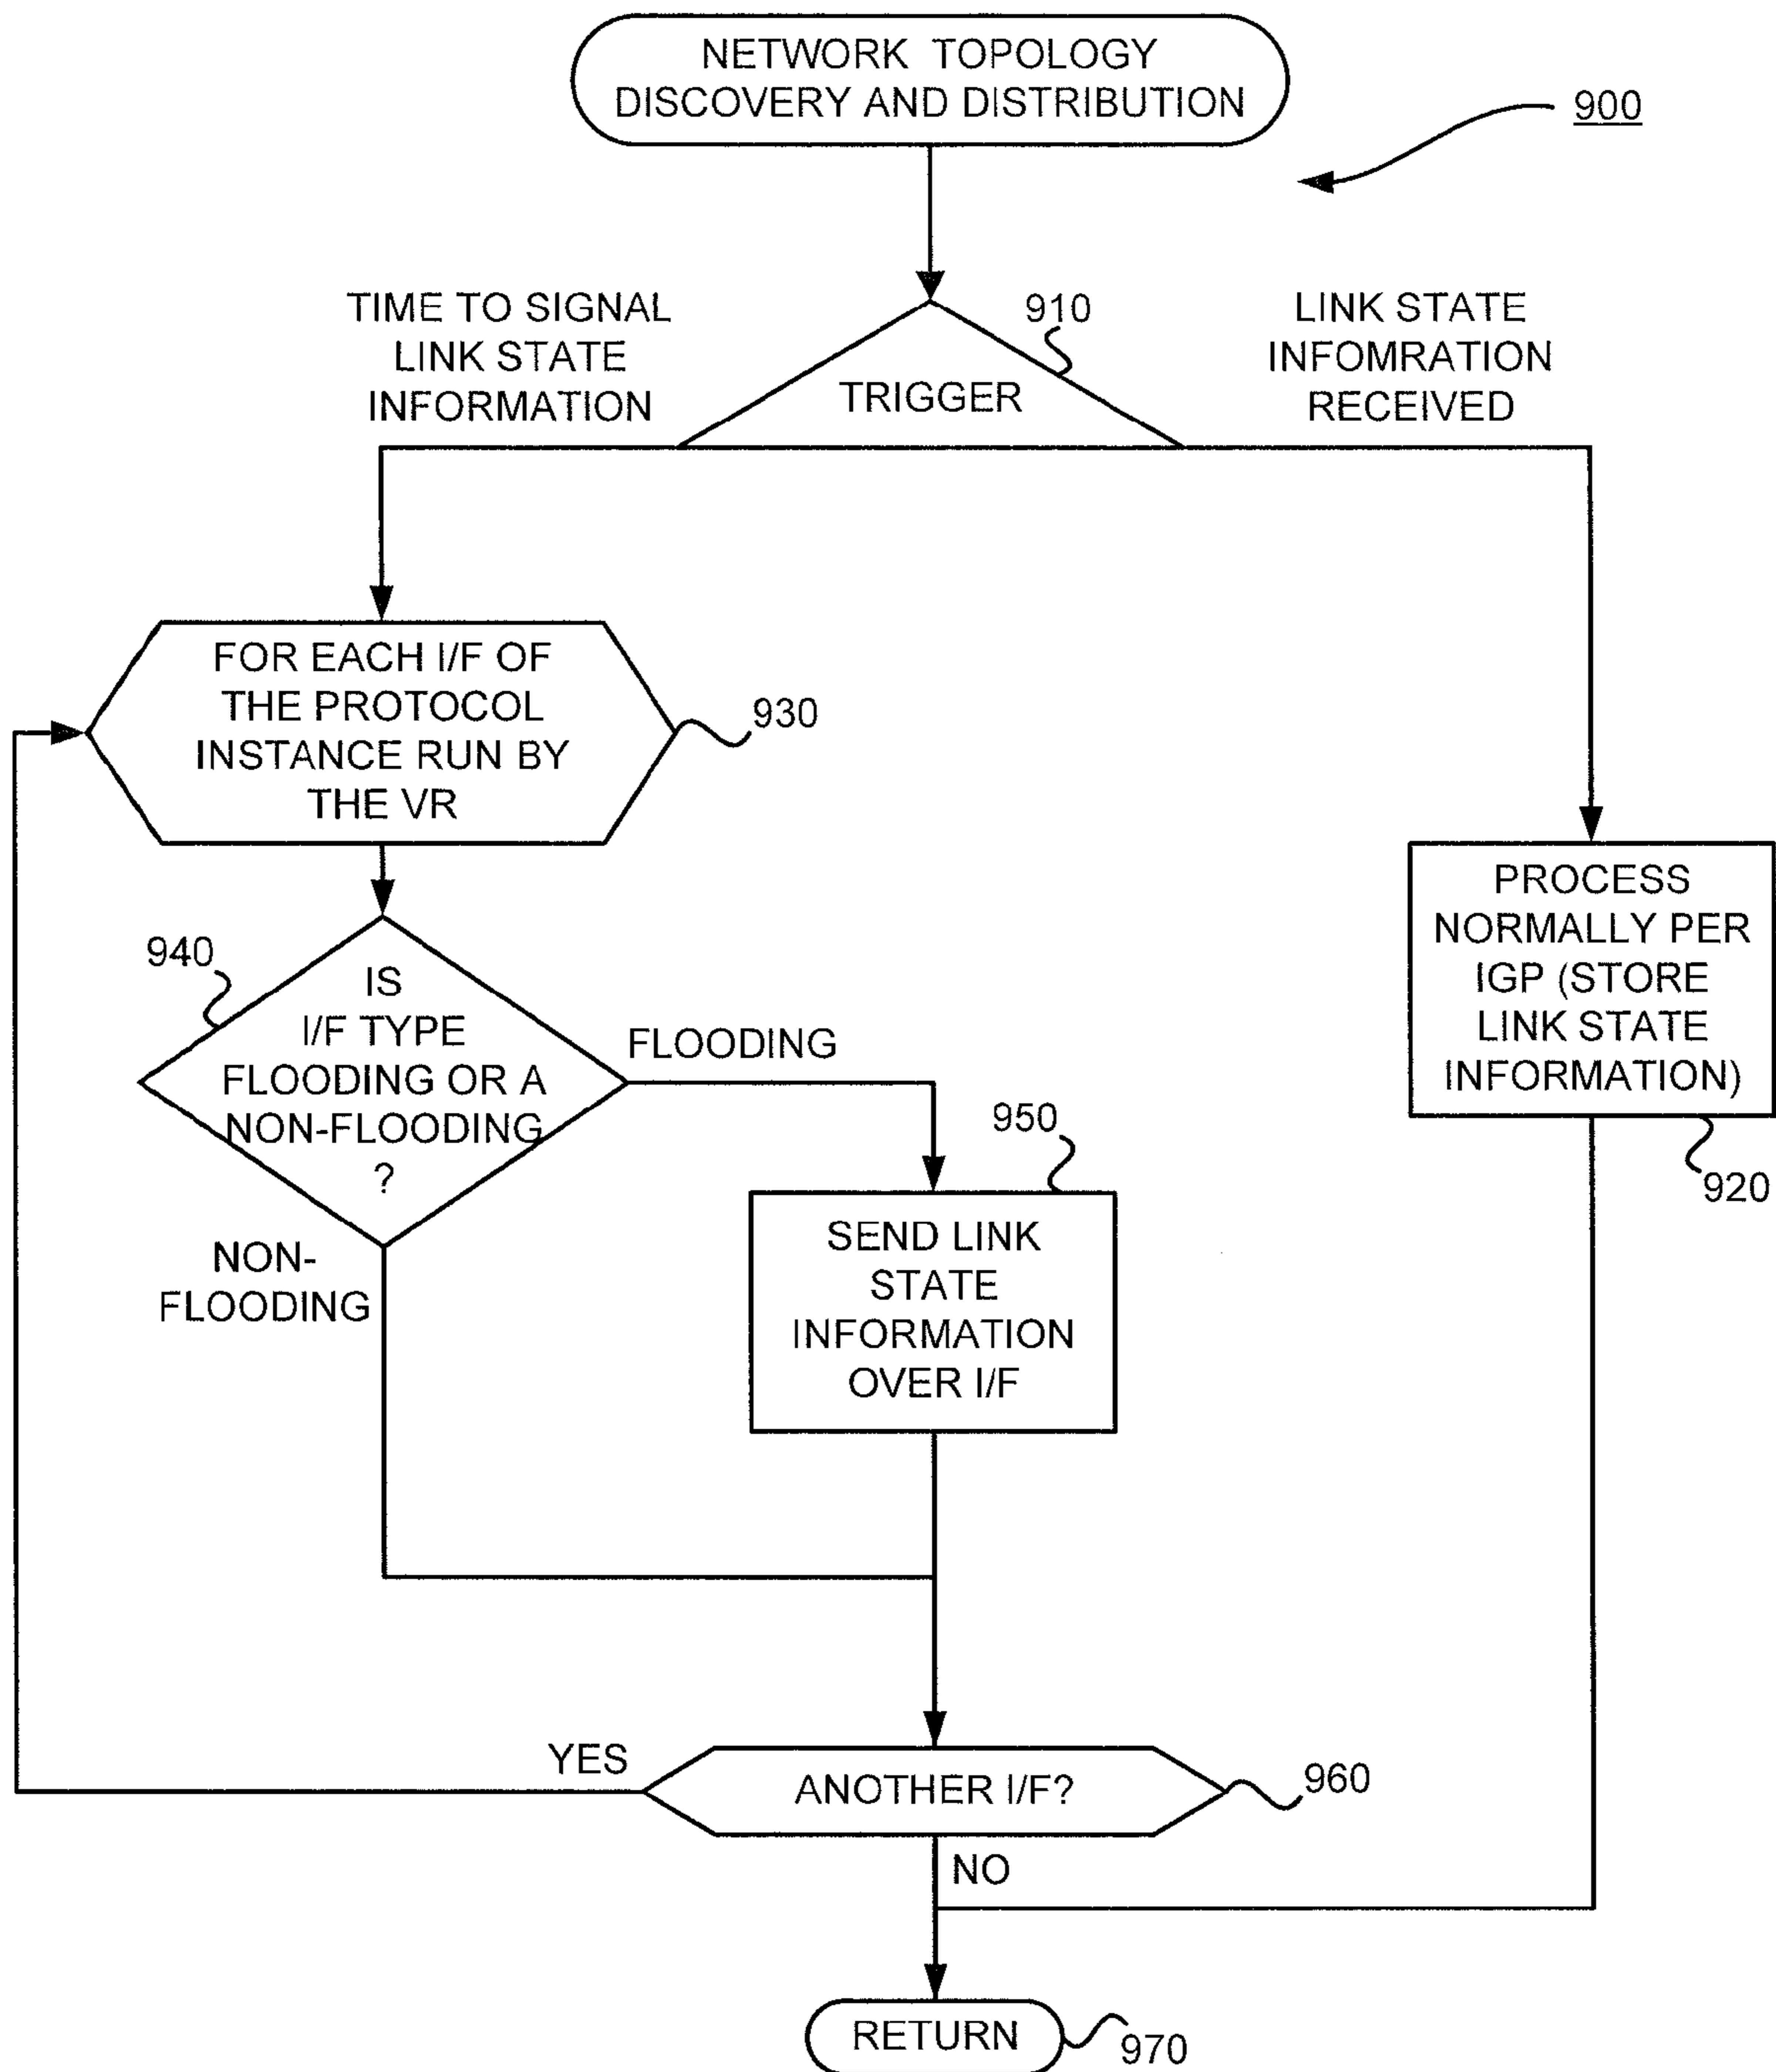 NETWORK TOPOLOGY
DISCOVERY AND DISTRIBUTION
900
TIME TO SIGNAL
LINK STATE
INFORMATION
910
TRIGGER
LINK STATE
INFOMRATION
RECEIVED
FOR EACH I/F OF
THE PROTOCOL
INSTANCE RUN BY
THE VR
930
PROCESS
NORMALLY PER
IGP (STORE
LINK STATE
INFORMATION)
920
940
IS
I/F TYPE
FLOODING OR A
NON-FLOODING
?
FLOODING
NON-
FLOODING
950
SEND LINK
STATE
INFORMATION
OVER I/F
YES
ANOTHER I/F?
960
NO
RETURN
970